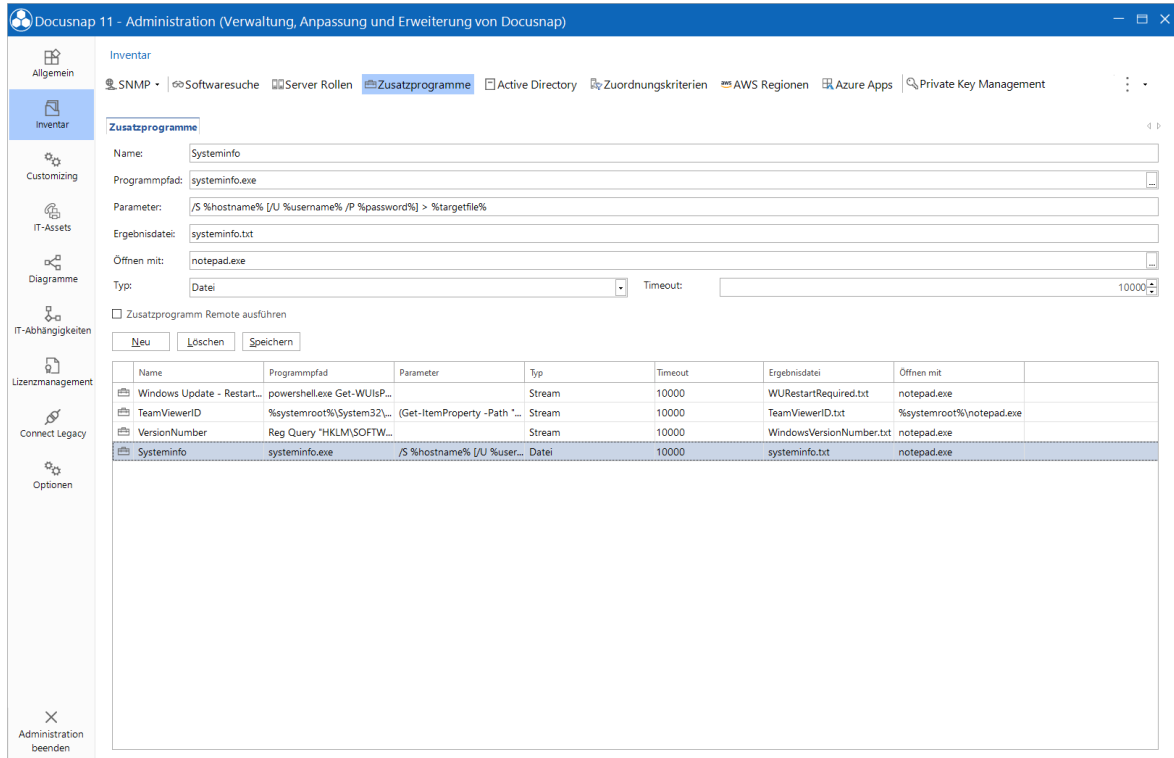 Docusnap 11 - Administration (Verwaltung, Anpassung und Erweiterung von Docusnap)
Allgemein
Inventar
Customizing
IT-Assets
Diagramme
IT-Abhängigkeiten
Lizenzmanagement
Connect Legacy
Optionen
Administration
beenden
Inventar
SNMP Softwaresuche Server Rollen Zusatzprogramme Active Directory Zuordnungskriterien aws AWS Regionen Azure Apps Private Key Management
Zusatzprogramme
Name: Systeminfo
Programmpfad: systeminfo.exe ...
Parameter: /S %hostname% [/U %username% /P %password%] > %targetfile%
Ergebnisdatei: systeminfo.txt
Öffnen mit: notepad.exe ...
Typ: Datei Timeout: 10000
Zusatzprogramm Remote ausführen
Neu Löschen Speichern
Name Programmpfad Parameter Typ Timeout Ergebnisdatei Öffnen mit
Windows Update - Restart... powershell.exe Get-WUIsP... Stream 10000 WURestartRequired.txt notepad.exe
TeamViewerID %systemroot%\System32\... (Get-ItemProperty -Path "... Stream 10000 TeamViewerID.txt %systemroot%\notepad.exe
VersionNumber Reg Query "HKLM\SOFTW... Stream 10000 WindowsVersionNumber.txt notepad.exe
Systeminfo systeminfo.exe /S %hostname% [/U %user... Datei 10000 systeminfo.txt notepad.exe